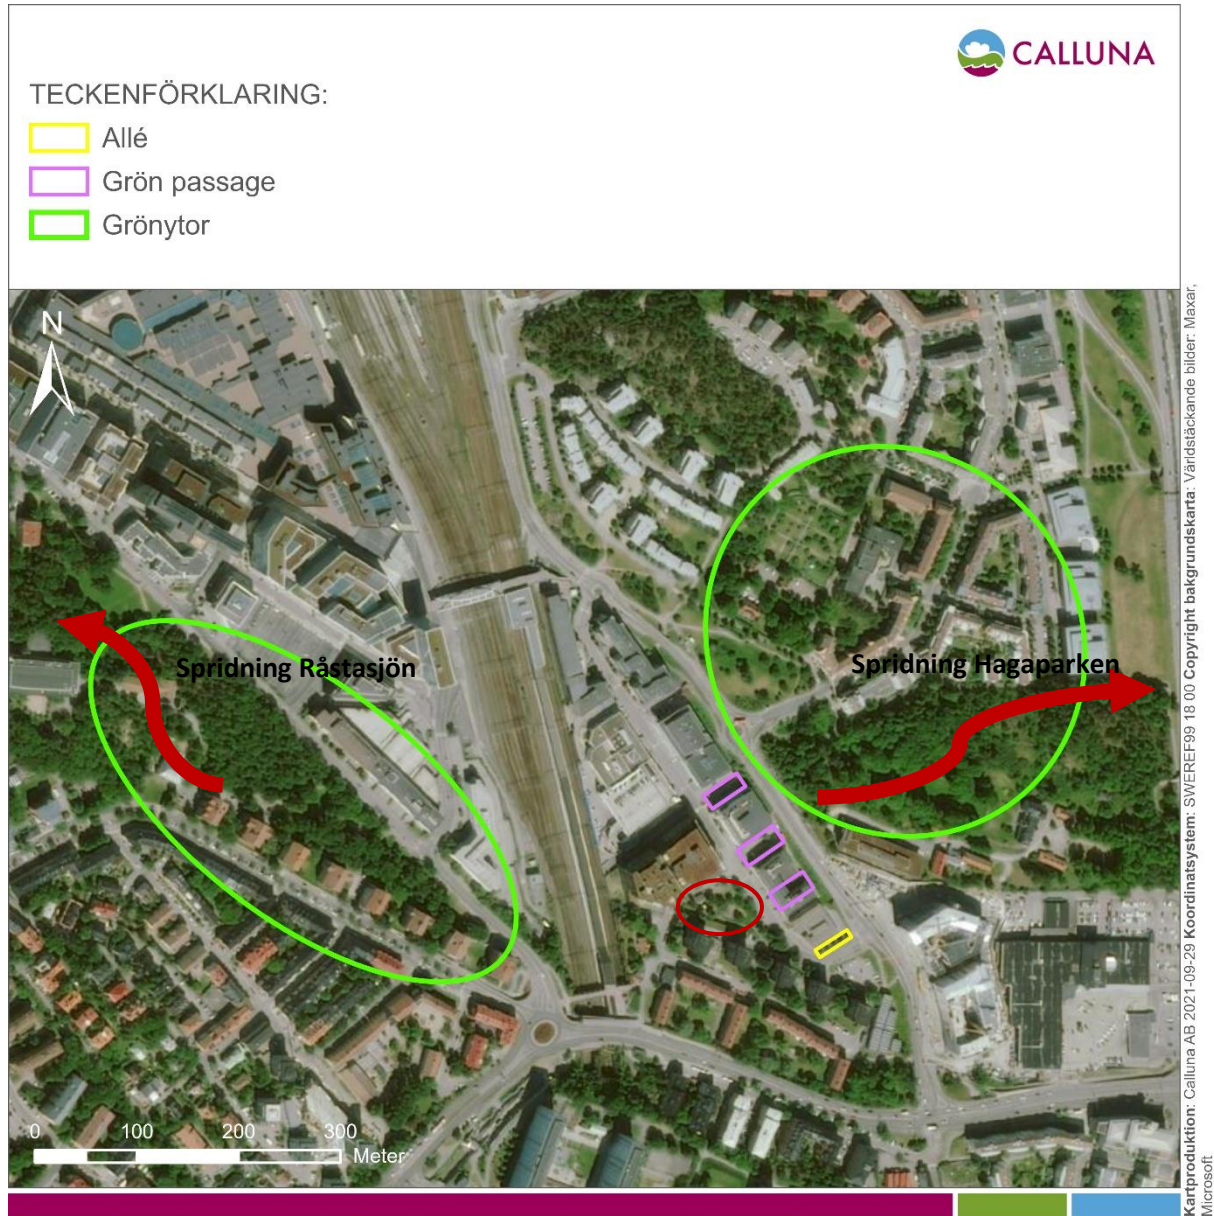 CALLUNA
TECKENFÖRKLARING:
Allé
Grön passage
Grönytor
N
Spridning Råstasjön
Spridning Hagaparken
0 100 200 300
Meter
Kartproduktion: Calluna AB 2021-09-29 Koordinatsystem: SWEREF99 18 00 Copyright bakgrundskarta: Världstäckande bilder: Maxar,
Microsoft